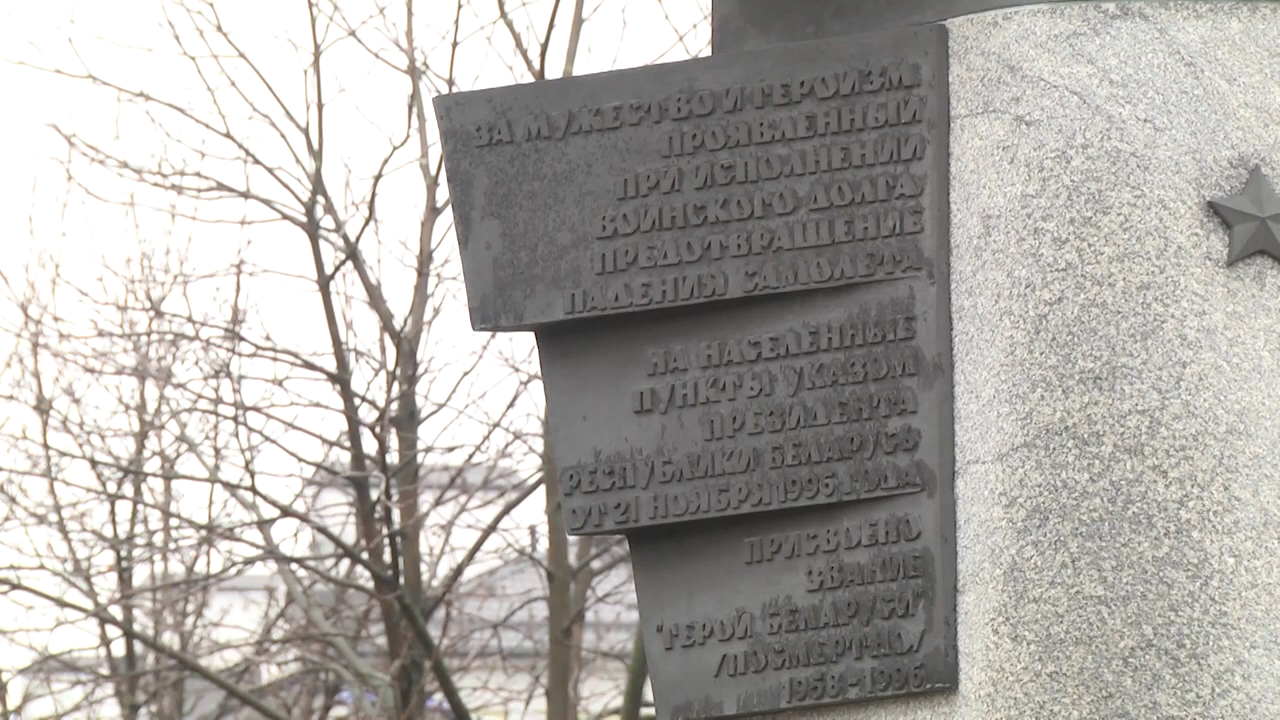 ЗА МУЖЕСТВО И ГЕРОИЗМ,
ПРОЯВЛЕННЫЙ
ПРИ ИСПОЛНЕНИИ
ВОИНСКОГО ДОЛГА,
ПРЕДОТВРАЩЕНИЕ
ПАДЕНИЯ САМОЛЕТА
НА НАСЕЛЕННЫЕ
ПУНКТЫ УКАЗОМ
ПРЕЗИДЕНТА
РЕСПУБЛИКИ БЕЛАРУСЬ
ОТ 21 НОЯБРЯ 1996 ГОДА
ПРИСВОЕНО
ЗВАНИЕ
"ГЕРОЙ БЕЛАРУСИ"
/ПОСМЕРТНО/
1958-1996